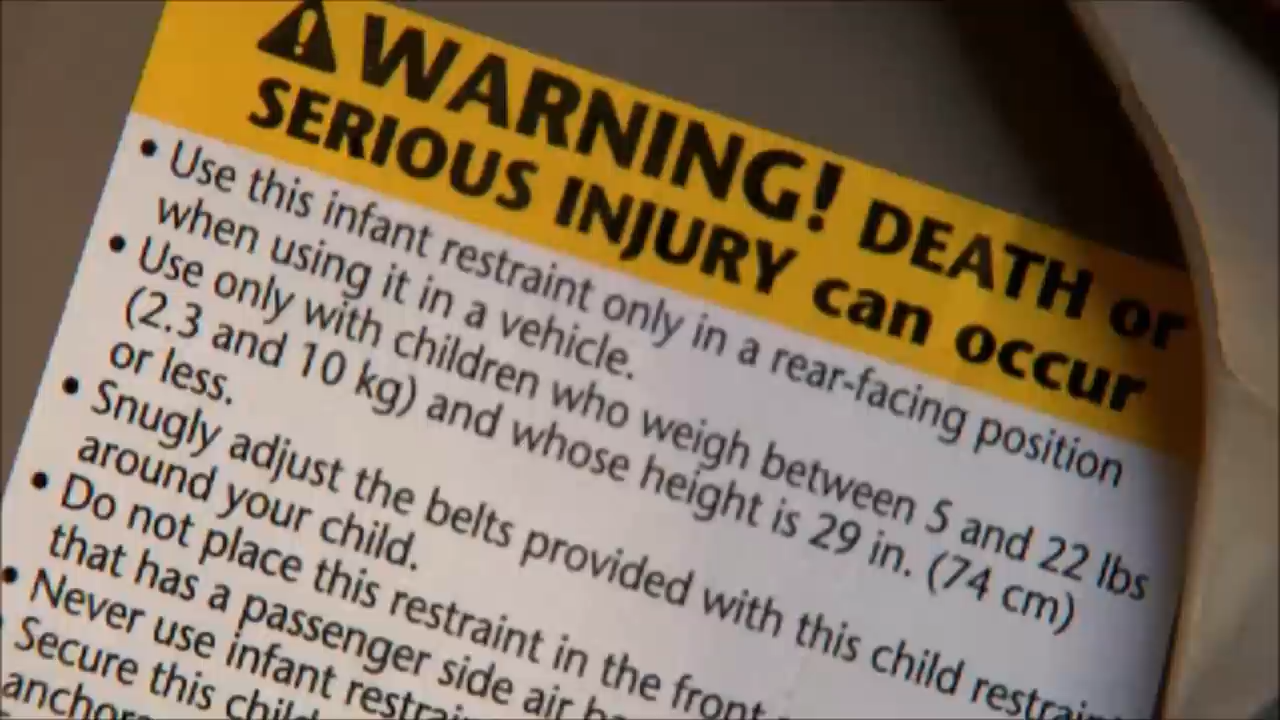 WARNING! DEATH or
SERIOUS INJURY can occur
• Use this infant restraint only in a rear-facing position
when using it in a vehicle.
• Use only with children who weigh between 5 and 22 lbs
(2.3 and 10 kg) and whose height is 29 in. (74 cm)
or less.
• Snugly adjust the belts provided with this child
around your child.
• Do not place this restraint in the front
that has a passenger side air
• Never use infant
Secure this